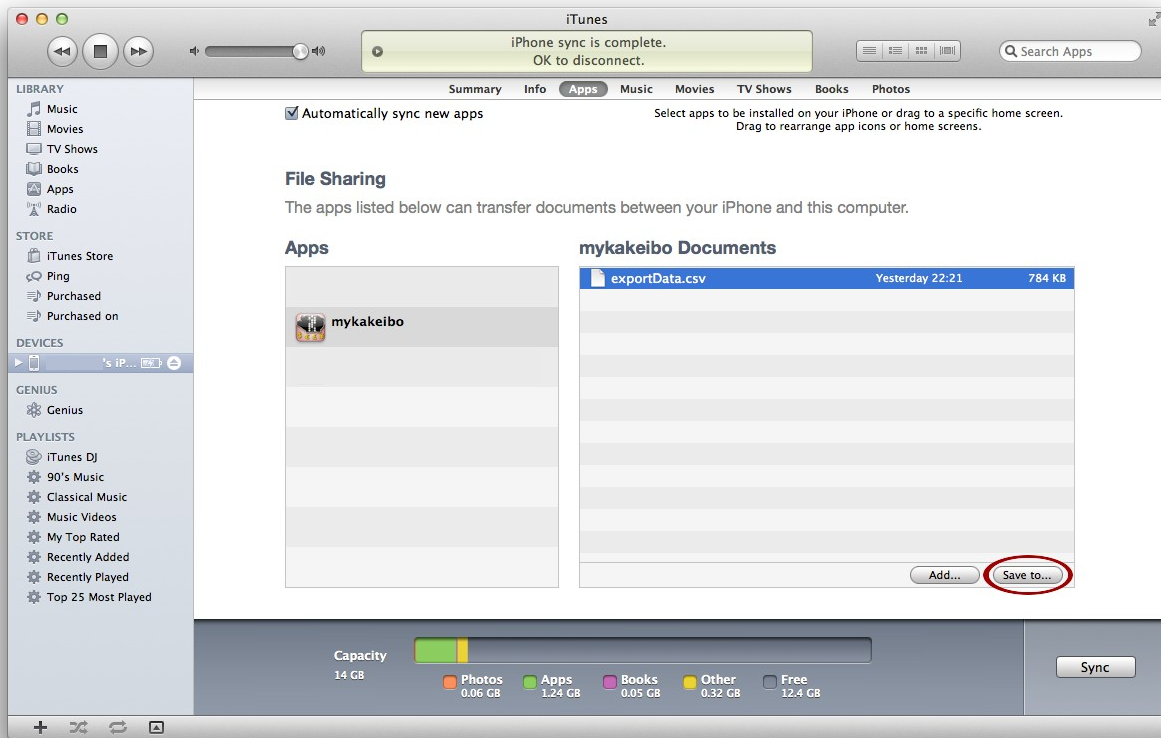 iTunes
iPhone sync is complete.
OK to disconnect.
Search Apps
LIBRARY
Music
Movies
TV Shows
Books
Apps
Radio
STORE
iTunes Store
Ping
Purchased
Purchased on
DEVICES
's iP...
GENIUS
Genius
PLAYLISTS
iTunes DJ
90's Music
Classical Music
Music Videos
My Top Rated
Recently Added
Recently Played
Top 25 Most Played
Summary Info Apps Music Movies TV Shows Books Photos
Automatically sync new apps
Select apps to be installed on your iPhone or drag to a specific home screen.
Drag to rearrange app icons or home screens.
File Sharing
The apps listed below can transfer documents between your iPhone and this computer.
Apps
mykakeibo
mykakeibo Documents
exportData.csv Yesterday 22:21 784 KB
Add... Save to...
Capacity
14 GB
Photos
0.06 GB
Apps
1.24 GB
Books
0.05 GB
Other
0.32 GB
Free
12.4 GB
Sync